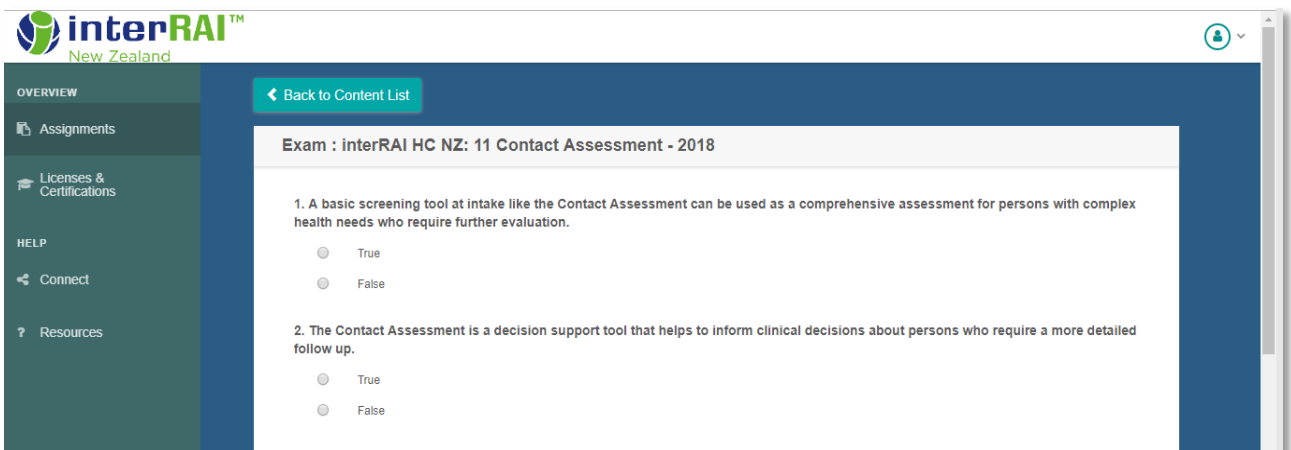 interRAI™
New Zealand
OVERVIEW
Assignments
Licenses &
Certifications
HELP
Connect
? Resources
Back to Content List
Exam : interRAI HC NZ: 11 Contact Assessment - 2018
1. A basic screening tool at intake like the Contact Assessment can be used as a comprehensive assessment for persons with complex
health needs who require further evaluation.
True
False
2. The Contact Assessment is a decision support tool that helps to inform clinical decisions about persons who require a more detailed
follow up.
True
False